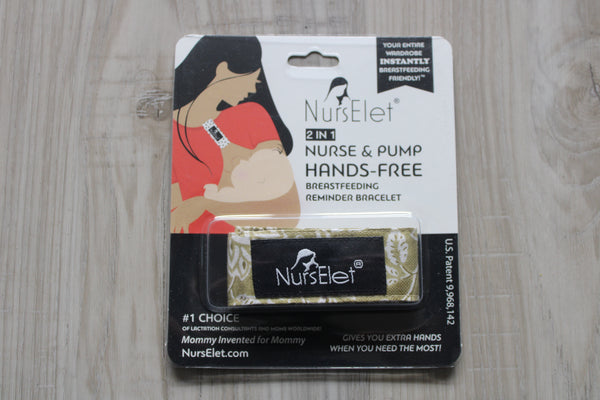 YOUR ENTIRE
WARDROBE
INSTANTLY
BREASTFEEDING
FRIENDLY!™
NursElet®
2 IN 1
NURSE & PUMP
HANDS-FREE
BREASTFEEDING
REMINDER BRACELET
NursElet®
U.S. Patent 9,968,142
#1 CHOICE
OF LACTATION CONSULTANTS AND MOMS WORLDWIDE!
Mommy Invented for Mommy
NursElet.com
GIVES YOU EXTRA HANDS
WHEN YOU NEED THE MOST!